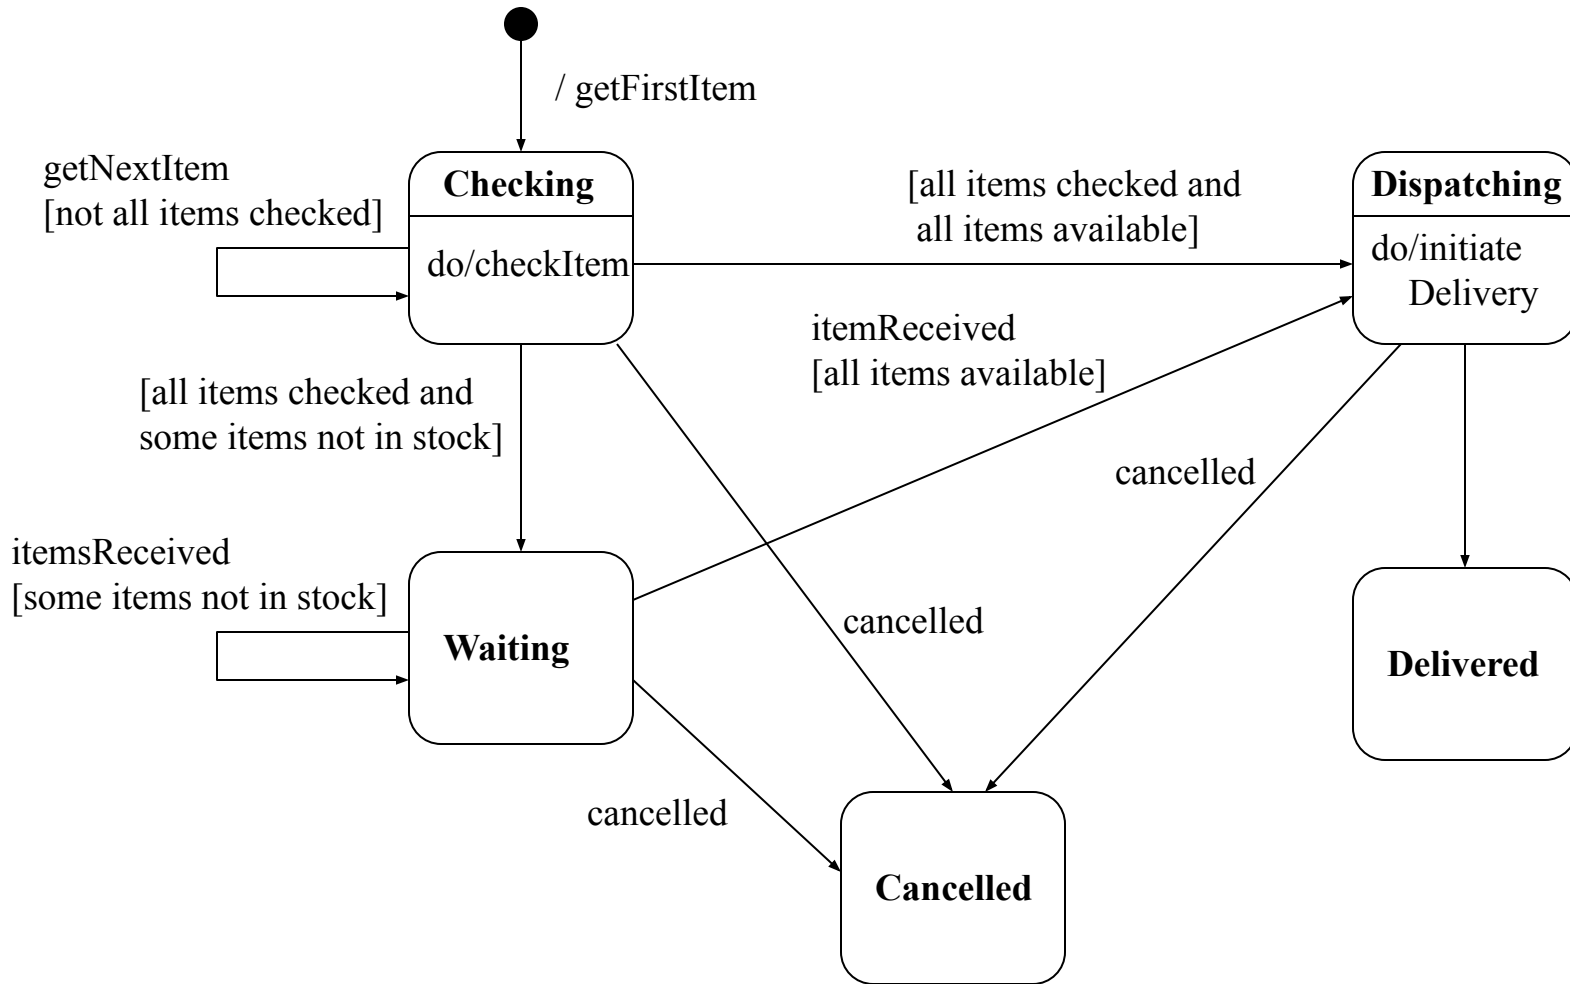 / getFirstItem
getNextItem
[not all items checked]
Checking
do/checkItem
[all items checked and
all items available]
Dispatching
do/initiate
Delivery
itemReceived
[all items available]
[all items checked and
some items not in stock]
cancelled
itemsReceived
[some items not in stock]
Waiting
cancelled
Delivered
cancelled
Cancelled